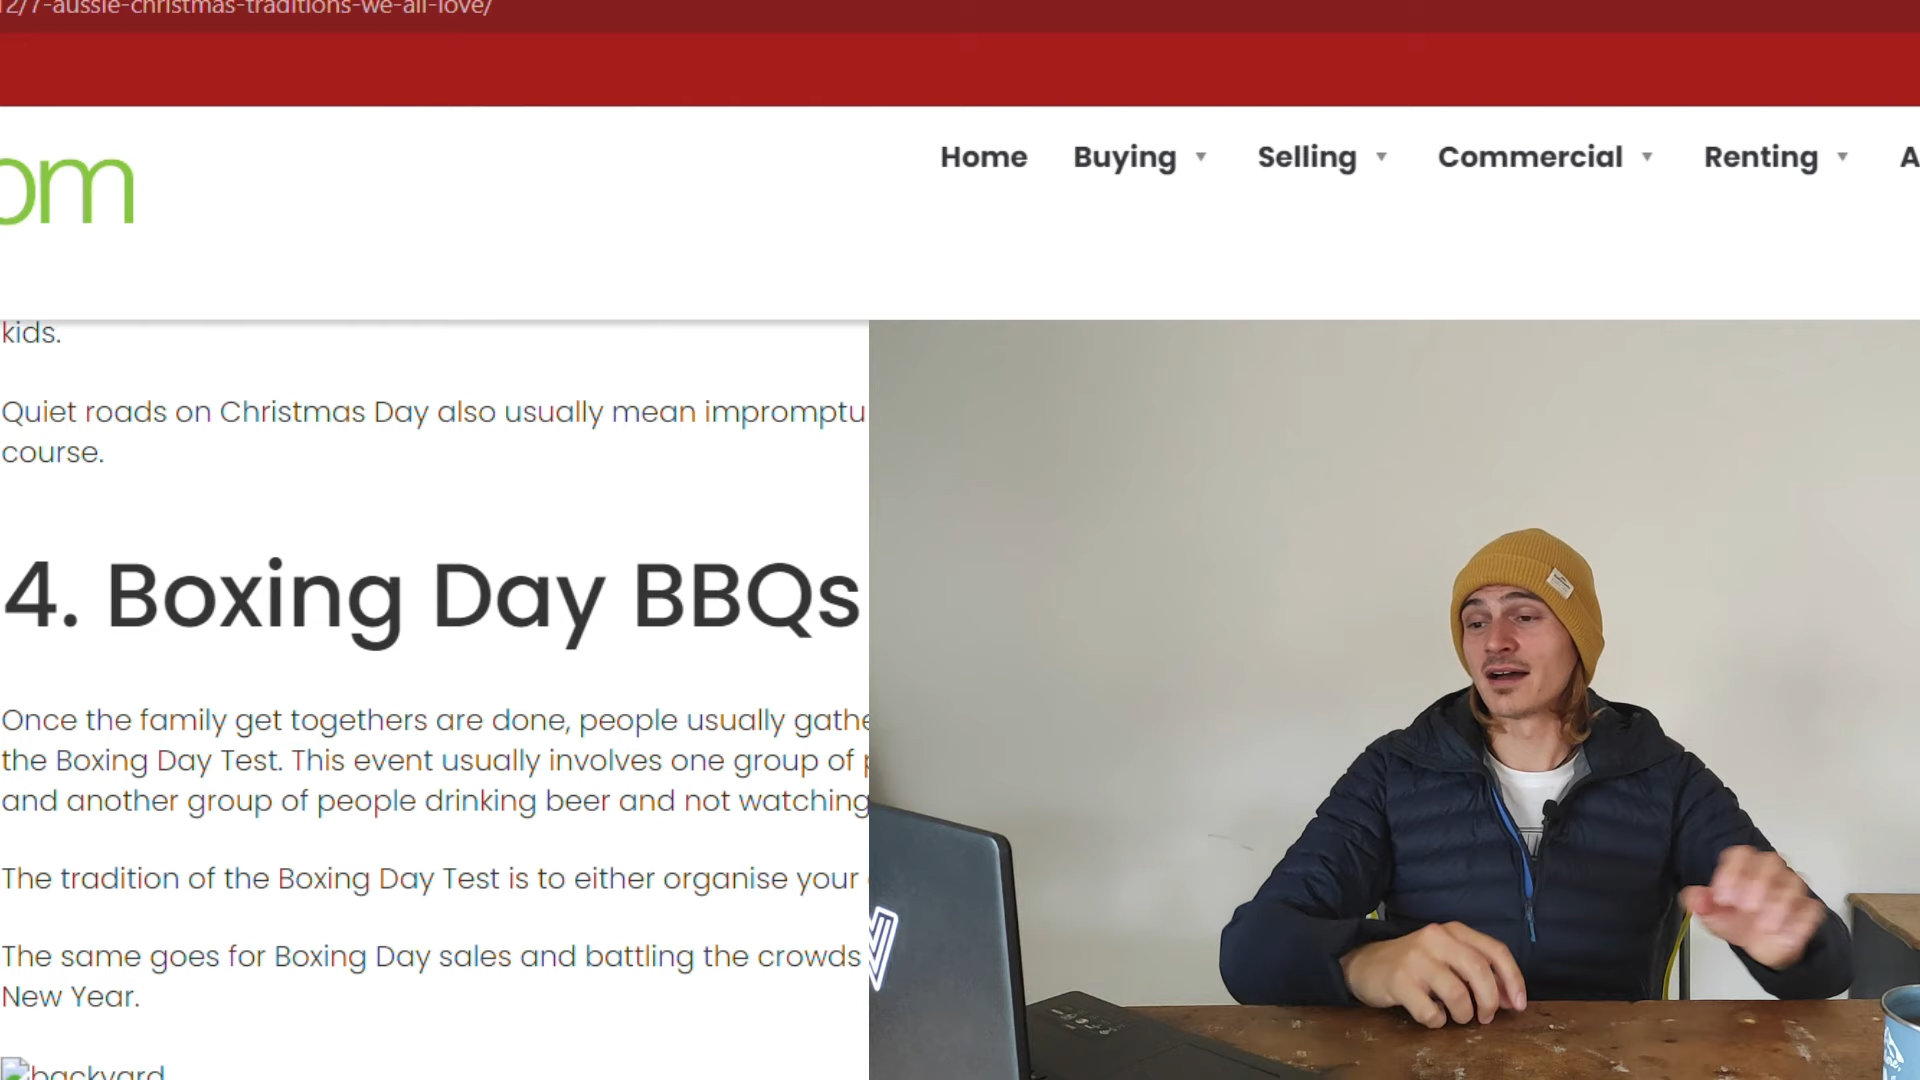 12/7-aussie-christmas-traditions-we-all-love/
om
Home Buying Selling Commercial Renting A
kids.
Quiet roads on Christmas Day also usually mean impromptu
course.
4. Boxing Day BBQs
Once the family get togethers are done, people usually gathe
the Boxing Day Test. This event usually involves one group of p
and another group of people drinking beer and not watching
The tradition of the Boxing Day Test is to either organise your
The same goes for Boxing Day sales and battling the crowds
New Year.
backyard